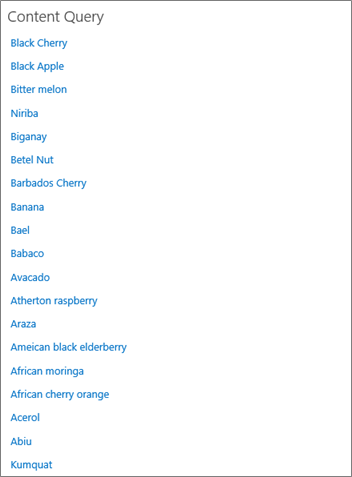 Content Query
Black Cherry
Black Apple
Bitter melon
Niriba
Biganay
Betel Nut
Barbados Cherry
Banana
Bael
Babaco
Avacado
Atherton raspberry
Araza
Ameican black elderberry
African moringa
African cherry orange
Acerol
Abiu
Kumquat